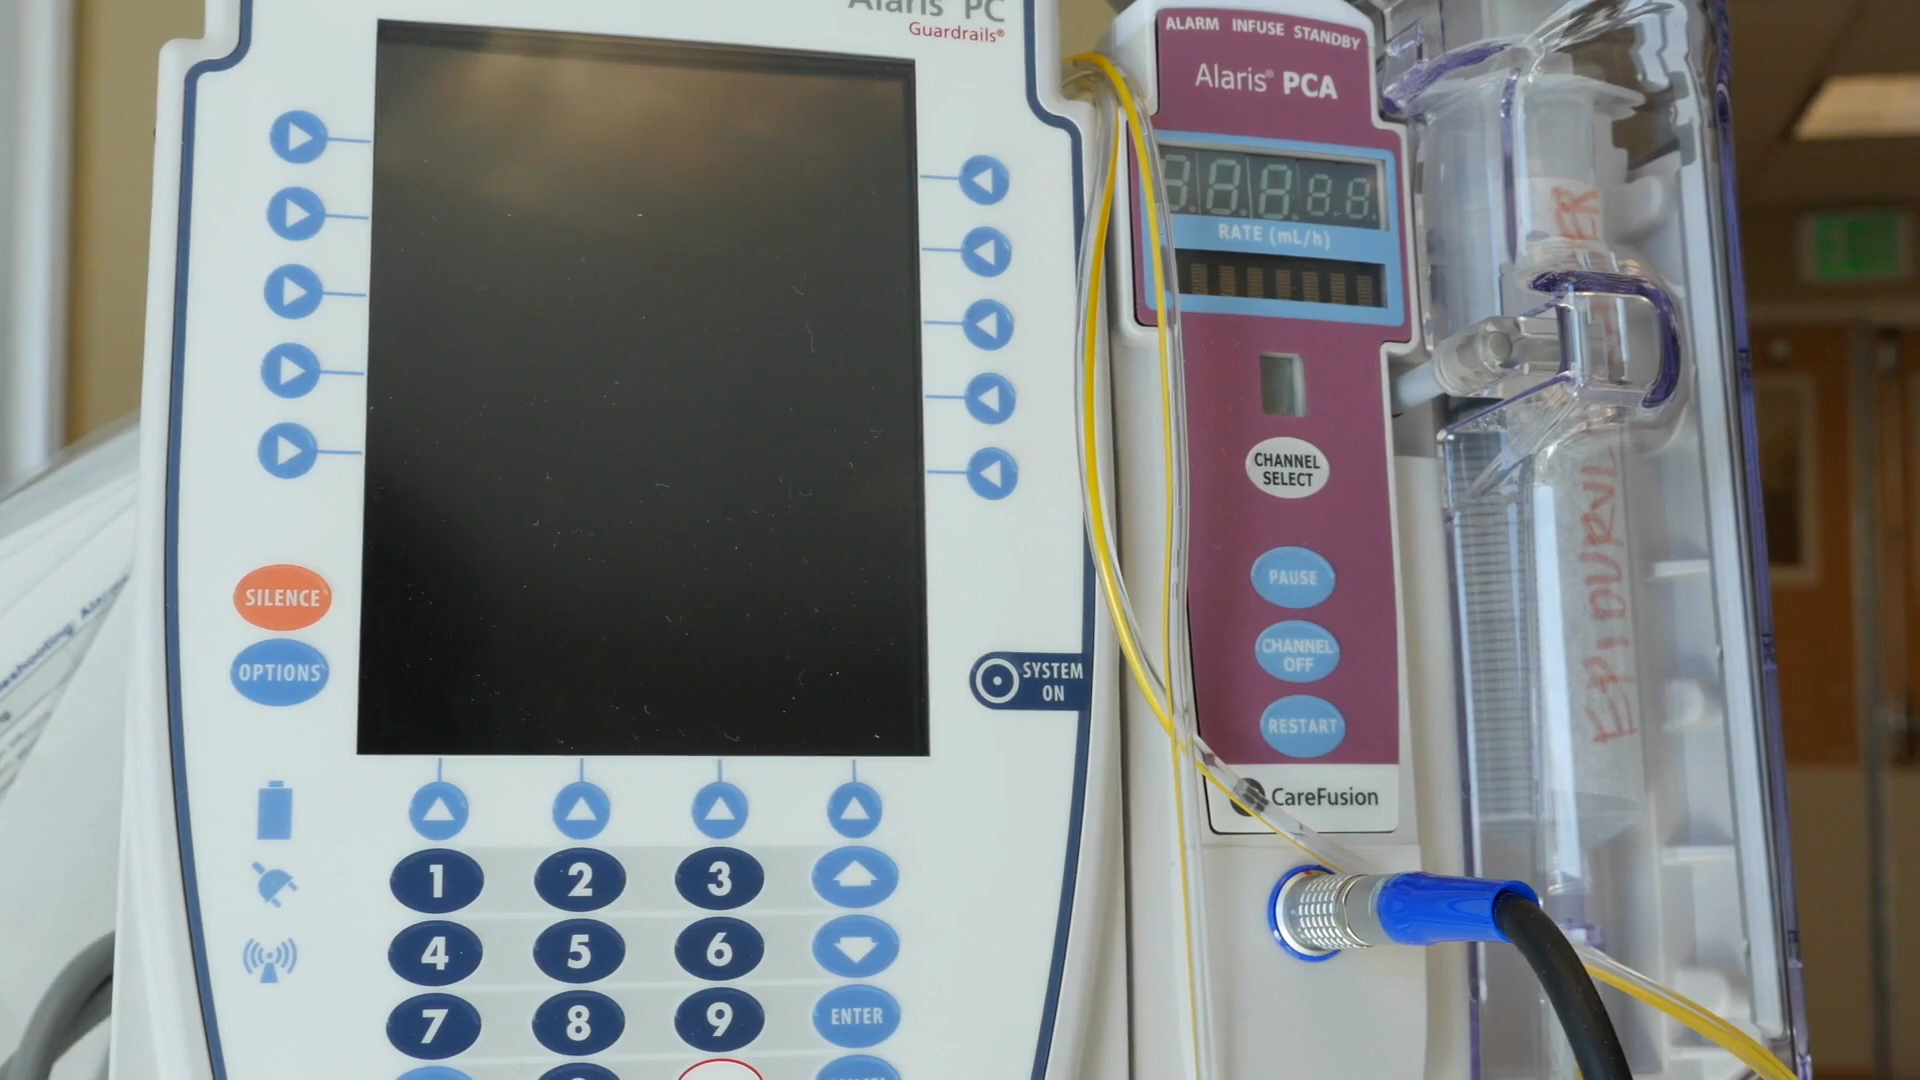 Alaris® PC
Guardrails®
SILENCE
OPTIONS
SYSTEM
ON
1
2
3
4
5
6
7
8
9
ENTER
ALARM INFUSE STANDBY
Alaris® PCA
88888
RATE (mL/h)
CHANNEL
SELECT
PAUSE
CHANNEL
OFF
RESTART
CareFusion
EPIDURAL